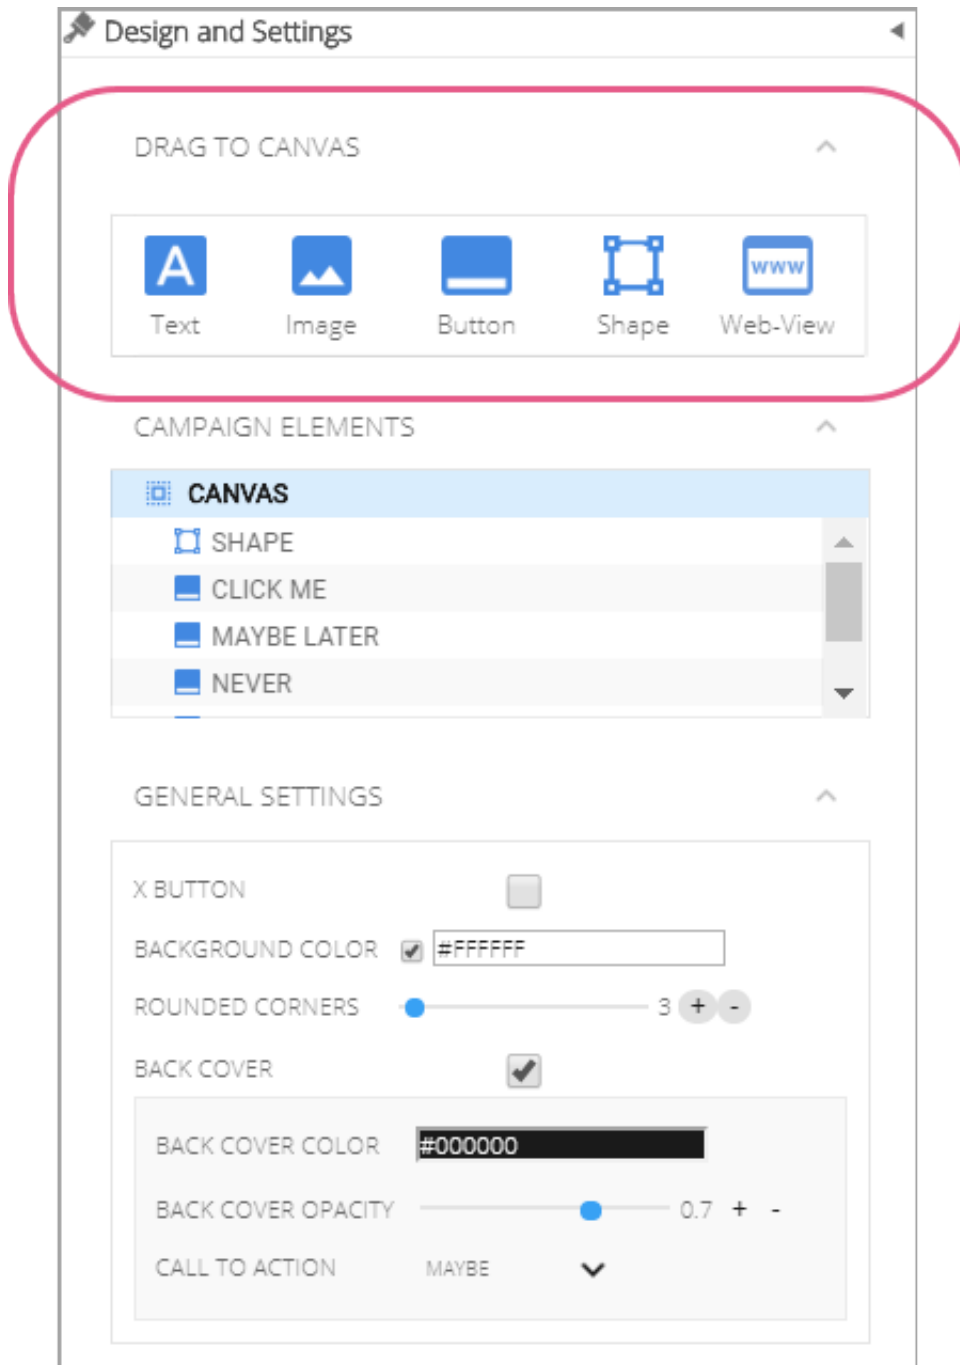 Design and Settings
DRAG TO CANVAS
A
www
Text Image Button Shape Web-View
CAMPAIGN ELEMENTS
CANVAS
SHAPE
CLICK ME
MAYBE LATER
NEVER
GENERAL SETTINGS
X BUTTON
BACKGROUND COLOR #FFFFFF
ROUNDED CORNERS 3 + -
BACK COVER
BACK COVER COLOR #000000
BACK COVER OPACITY 0.7 + -
CALL TO ACTION MAYBE